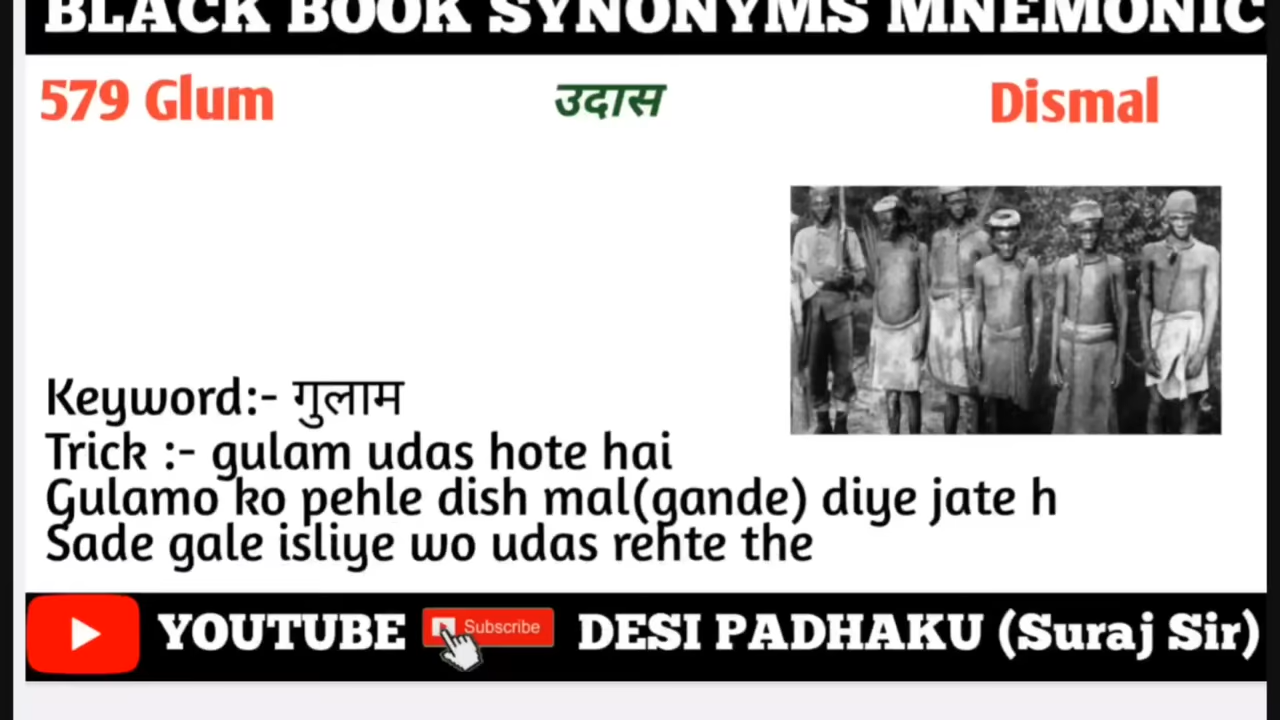 BLACK BOOK SYNONYMS MNEMONIC
579 Glum उदास Dismal
Keyword:- गुलाम
Trick :- gulam udas hote hai
Gulamo ko pehle dish mal(gande) diye jate h
Sade gale isliye wo udas rehte the
YOUTUBE Subscribe DESI PADHAKU (Suraj Sir)